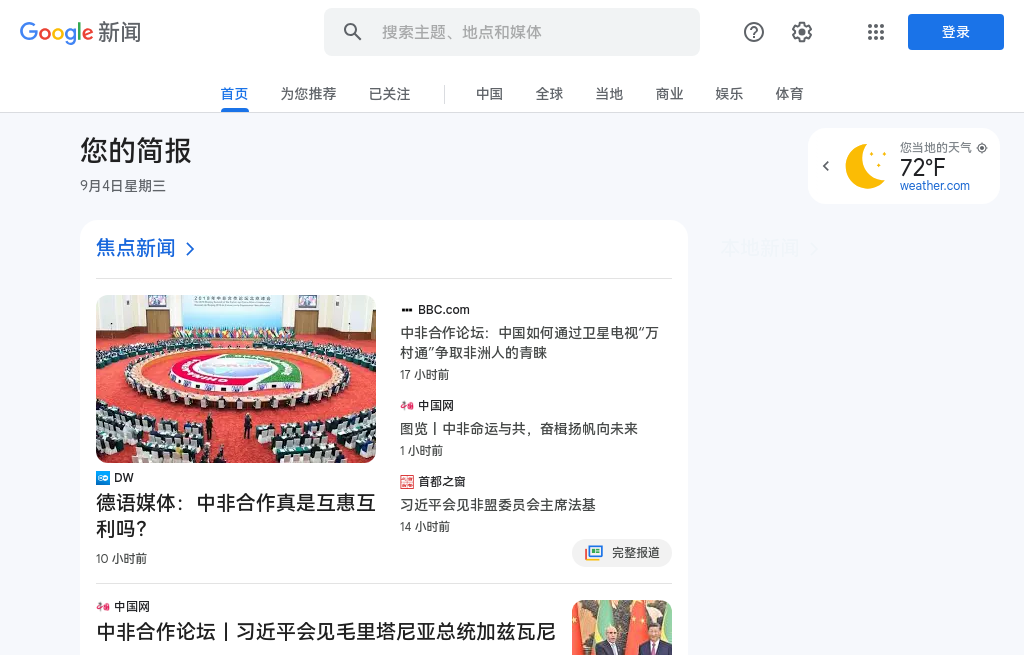 Google 新闻
搜索主题、地点和媒体
登录
首页
为您推荐
已关注
中国
全球
当地
商业
娱乐
体育
您的简报
9月4日星期三
您当地的天气
72°F
weather.com
焦点新闻
本地新闻
BBC.com
中非合作论坛：中国如何通过卫星电视“万
村通”争取非洲人的青睐
17 小时前
中国网
图览丨中非命运与共，奋楫扬帆向未来
1 小时前
首都之窗
习近平会见非盟委员会主席法基
14 小时前
完整报道
DW
德语媒体：中非合作真是互惠互
利吗？
10 小时前
中国网
中非合作论坛丨习近平会见毛里塔尼亚总统加兹瓦尼